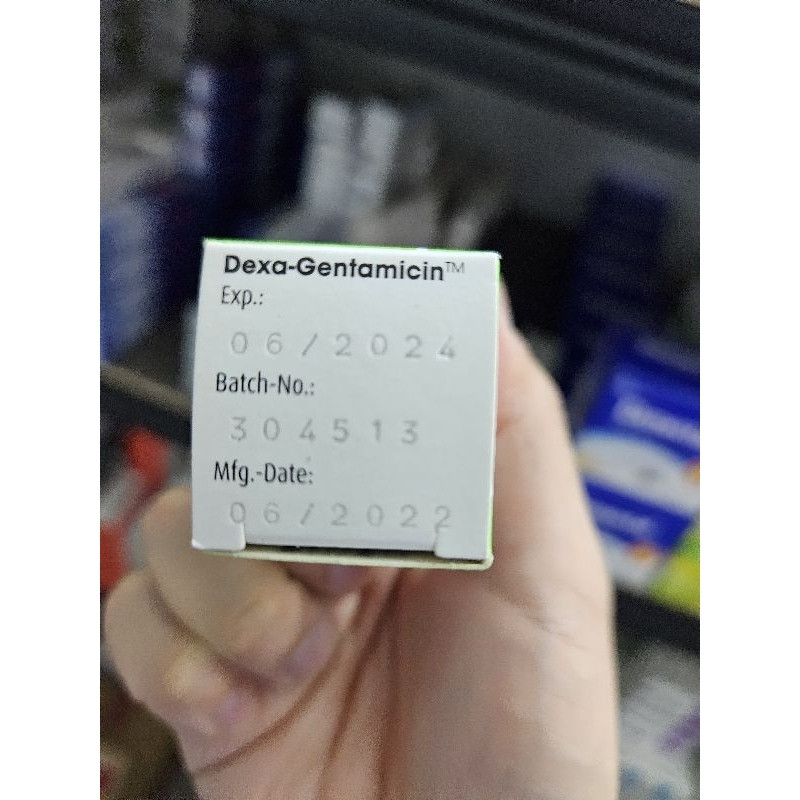 Dexa-Gentamicin™
Exp.:
06/2024
Batch-No.:
304513
Mfg.-Date:
06/2022